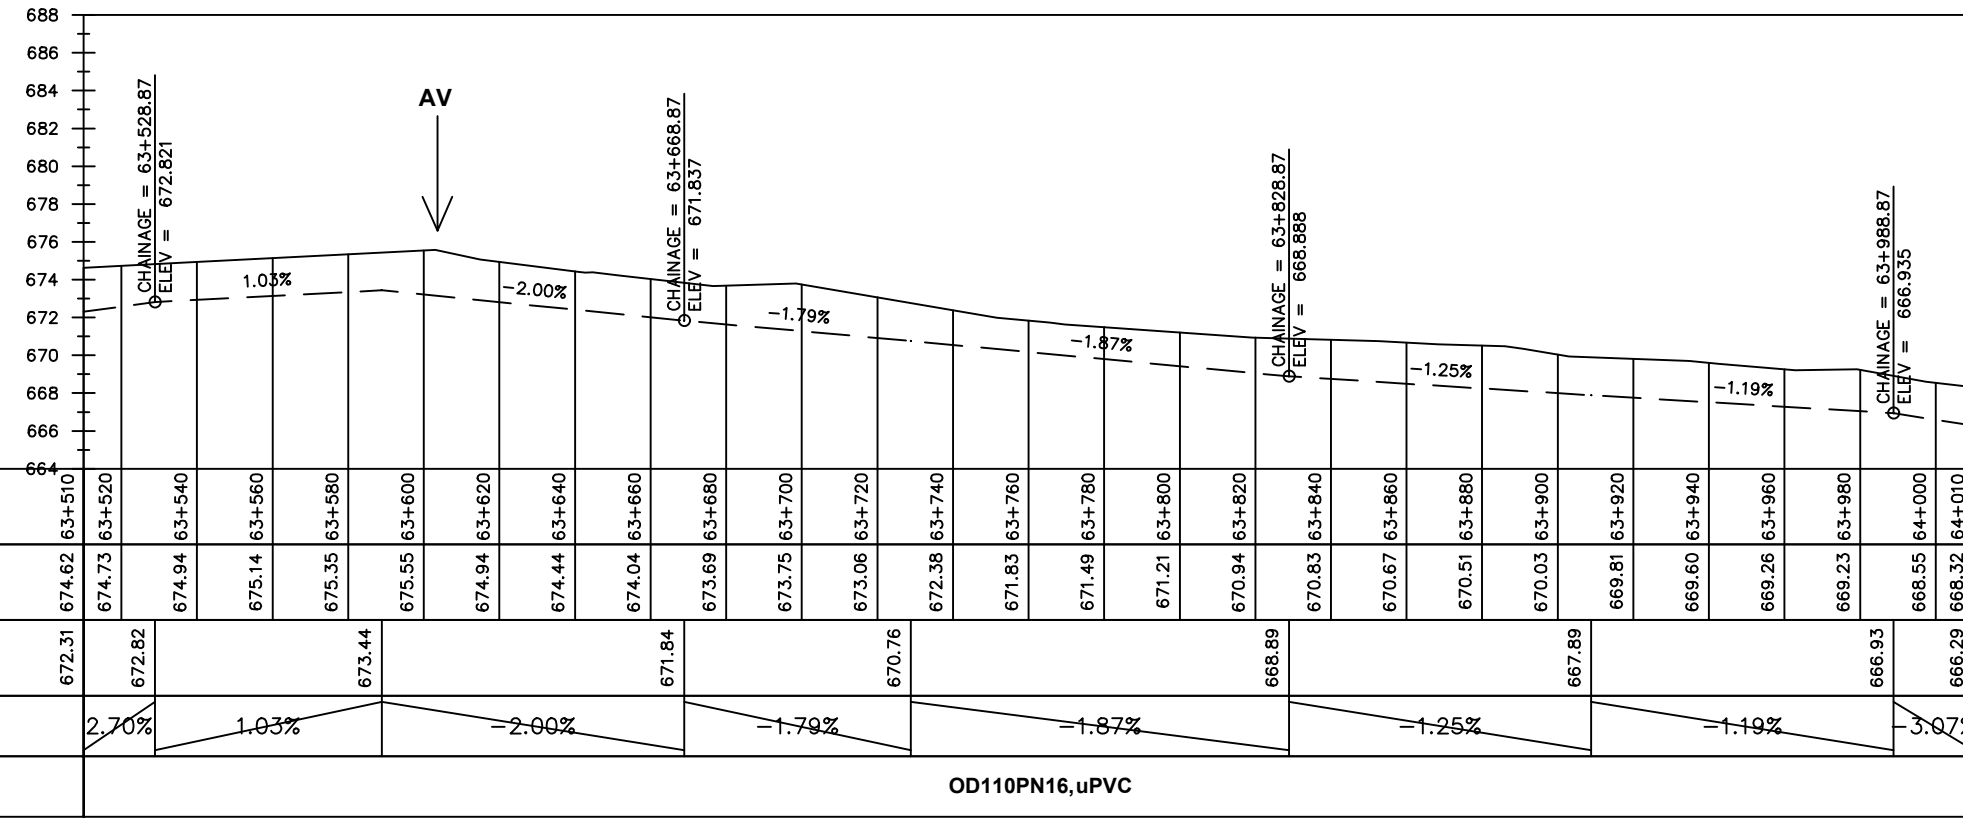 688
686
684
682
680
678
676
674
672
670
668
666
664
AV
CHAINAGE = 63+528.87
ELEV = 672.821
CHAINAGE = 63+668.87
ELEV = 671.837
CHAINAGE = 63+828.87
ELEV = 668.888
CHAINAGE = 63+988.87
ELEV = 666.935
1.03%
-2.00%
-1.79%
-1.87%
-1.25%
-1.19%
63+510 63+520 63+540 63+560 63+580 63+600 63+620 63+640 63+660 63+680 63+700 63+720 63+740 63+760 63+780 63+800 63+820 63+840 63+860 63+880 63+900 63+920 63+940 63+960 63+980 64+000 64+010
674.62 674.73 674.94 675.14 675.35 675.55 674.94 674.44 674.04 673.69 673.75 673.06 672.38 671.83 671.49 671.21 670.94 670.83 670.67 670.51 670.03 669.81 669.60 669.26 669.23 668.55 668.32
672.31 672.82 673.44 671.84 670.76 668.89 667.89 666.93 666.29
2.70% 1.03% -2.00% -1.79% -1.87% -1.25% -1.19% -3.07%
OD110PN16,uPVC